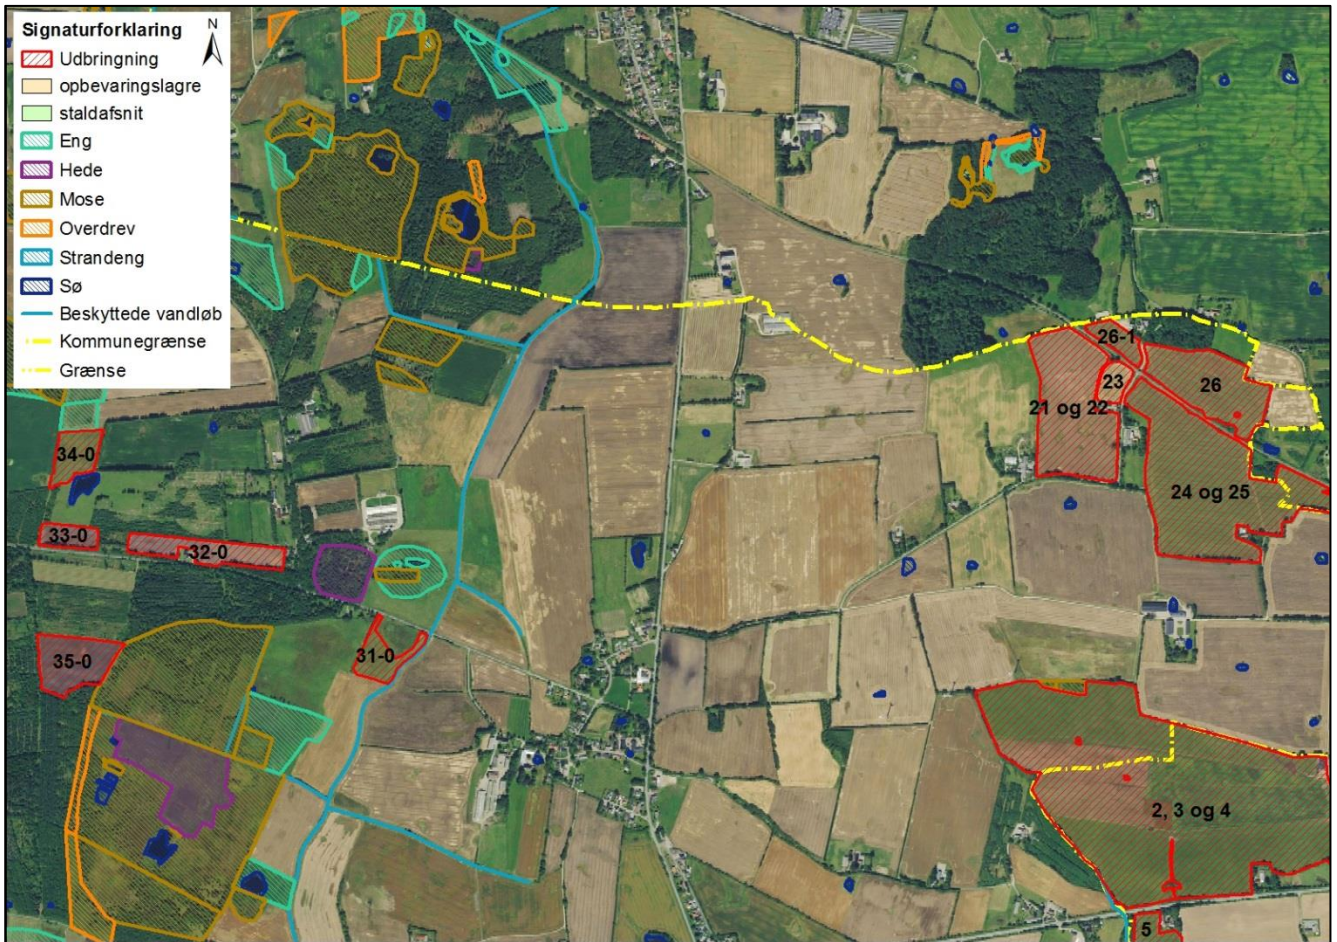 Signaturforklaring
N
Udbringning
opbevaringslagre
staldafsnit
Eng
Hede
Mose
Overdrev
Strandeng
Sø
Beskyttede vandløb
Kommunegrænse
Grænse
26-1
26
23
21 og 22
34-0
24 og 25
33-0
32-0
31-0
35-0
2, 3 og 4
5